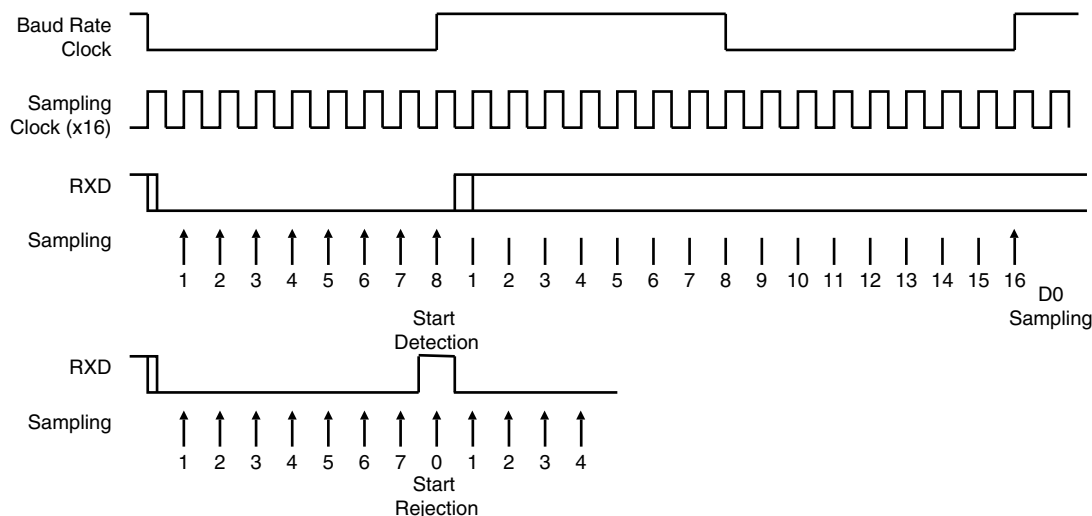 Baud Rate
Clock
Sampling
Clock (x16)
RXD
Sampling
1 2 3 4 5 6 7 8 1 2 3 4 5 6 7 8 9 10 11 12 13 14 15 16
D0
Sampling
Start
Detection
RXD
Sampling
1 2 3 4 5 6 7 0 1 2 3 4
Start
Rejection